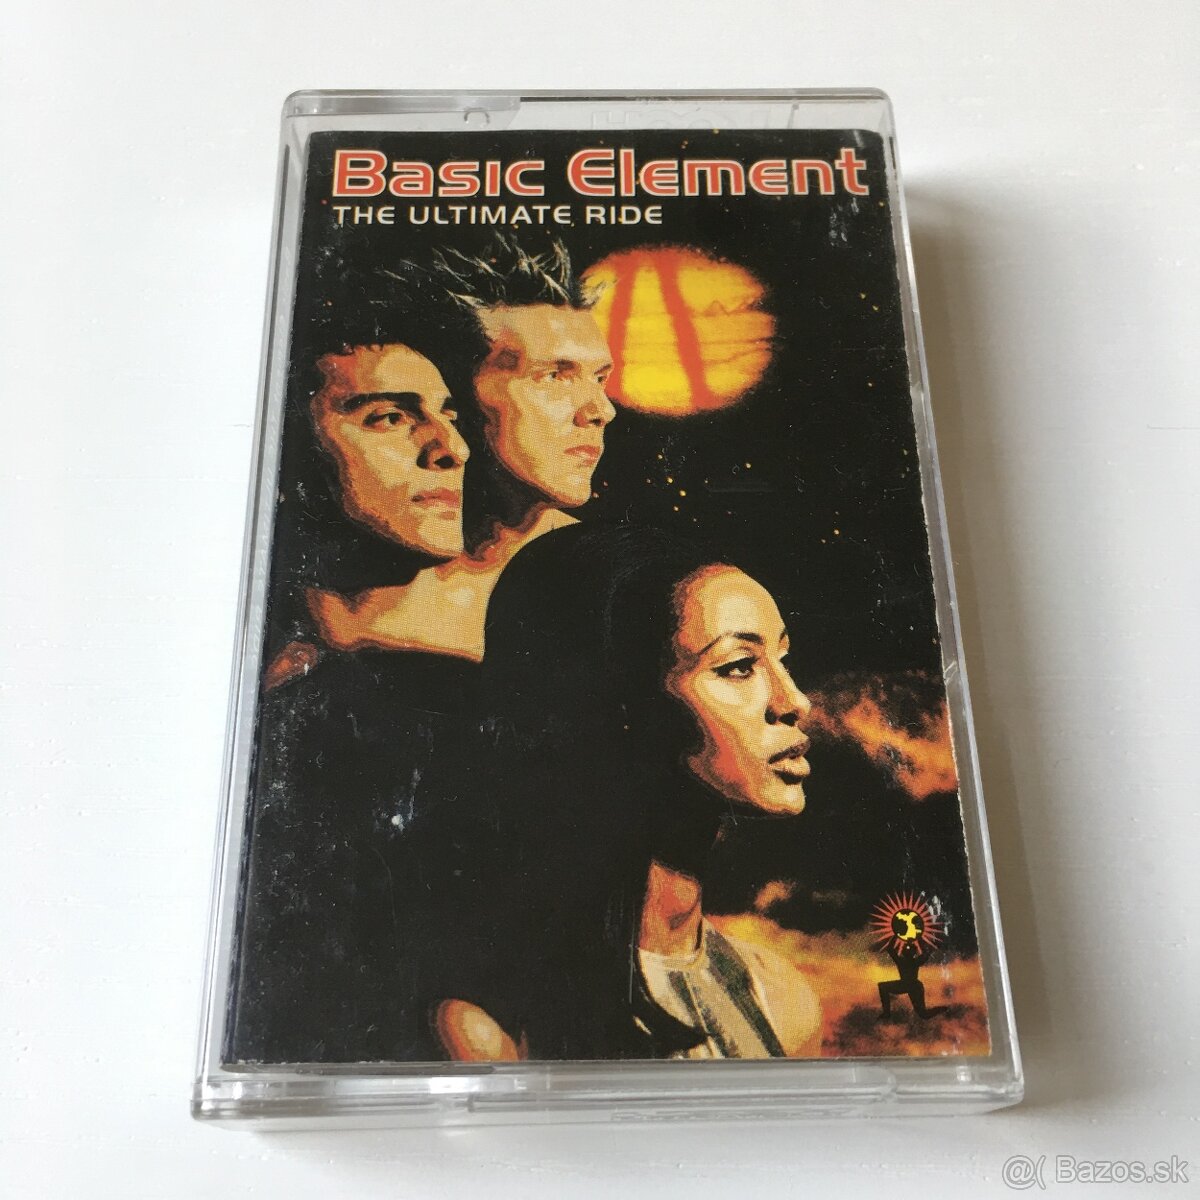 Basic Element
THE ULTIMATE RIDE
@( Bazos.sk